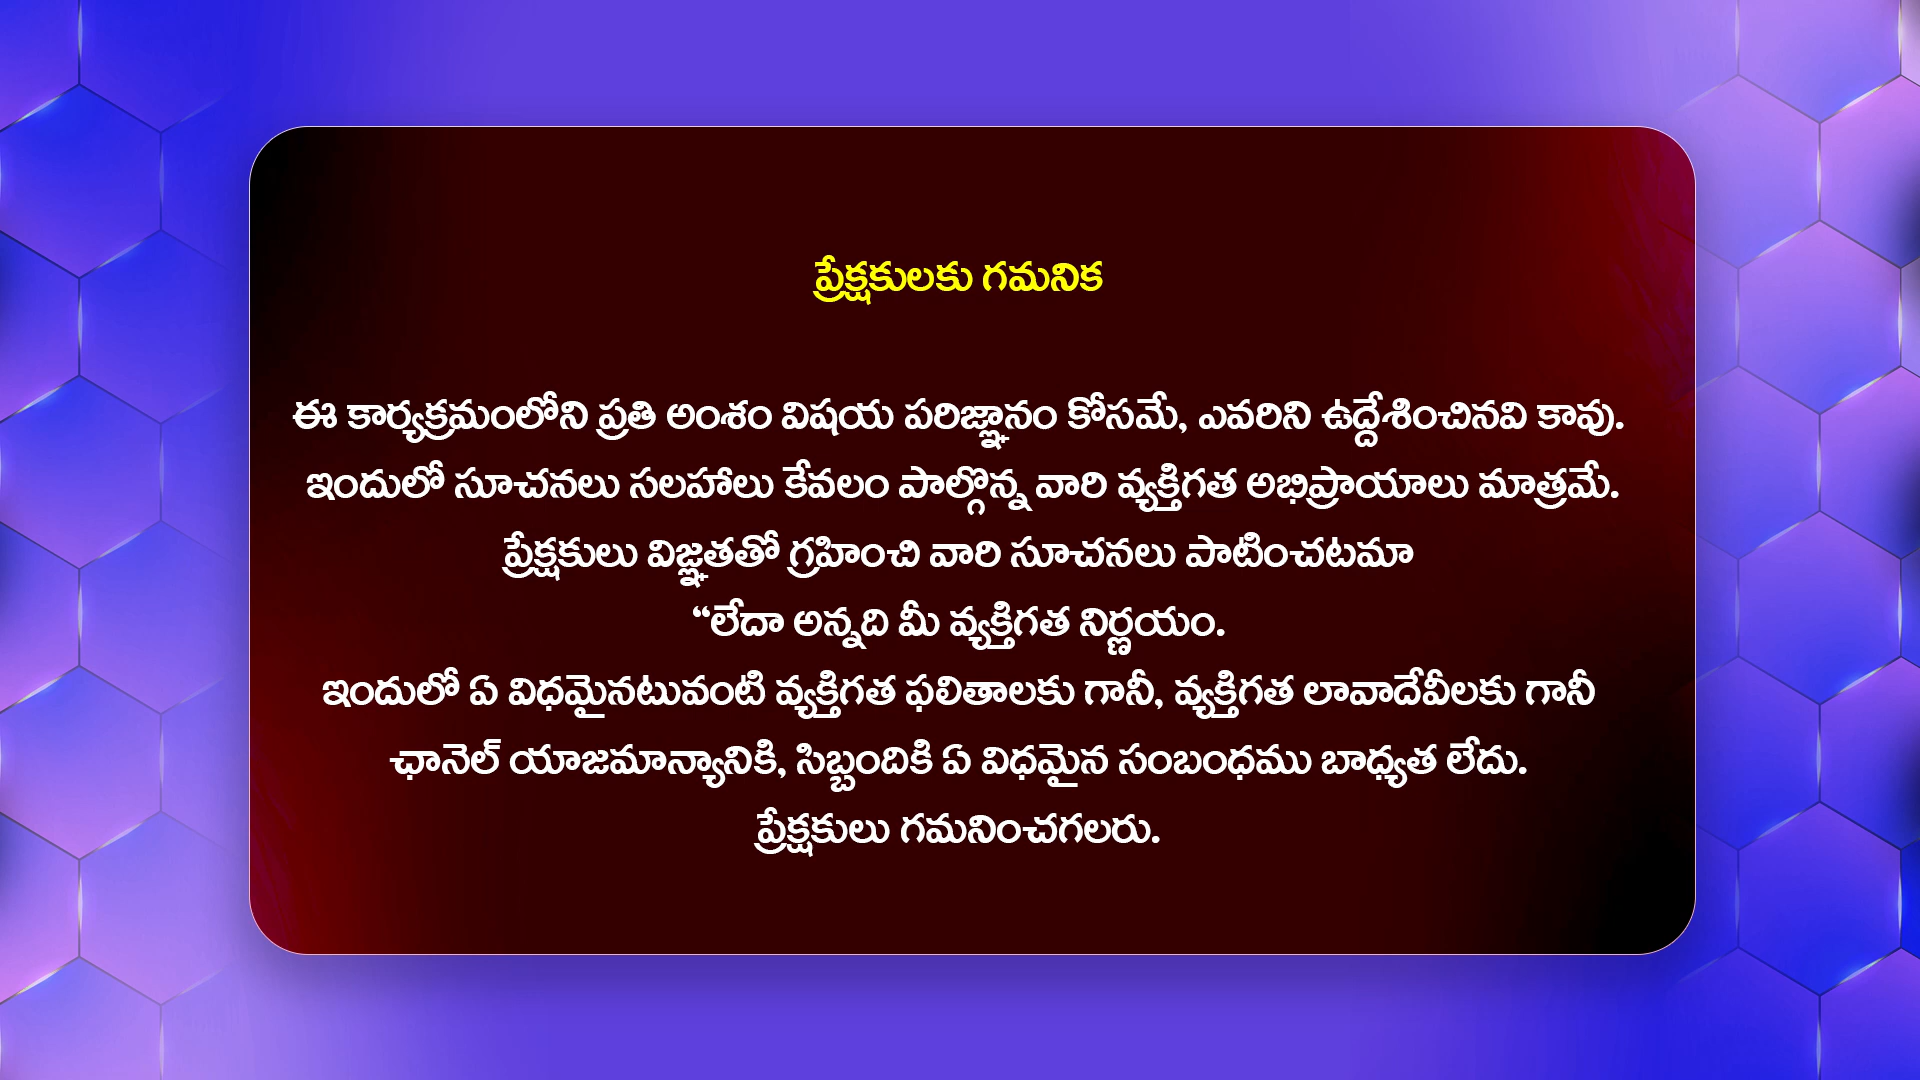 ప్రేక్షకులకు గమనిక
ఈ కార్యక్రమంలోని ప్రతి అంశం విషయ పరిజ్ఞానం కోసమే, ఎవరిని ఉద్దేశించినవి కావు.
ఇందులో సూచనలు సలహాలు కేవలం పాల్గొన్న వారి వ్యక్తిగత అభిప్రాయాలు మాత్రమే.
ప్రేక్షకులు విజ్ఞతతో గ్రహించి వారి సూచనలు పాటించటమా
“లేదా అన్నది మీ వ్యక్తిగత నిర్ణయం.
ఇందులో ఏ విధమైనటువంటి వ్యక్తిగత ఫలితాలకు గానీ, వ్యక్తిగత లావాదేవీలకు గానీ
ఛానెల్ యాజమాన్యానికి, సిబ్బందికి ఏ విధమైన సంబంధము బాధ్యత లేదు.
ప్రేక్షకులు గమనించగలరు.